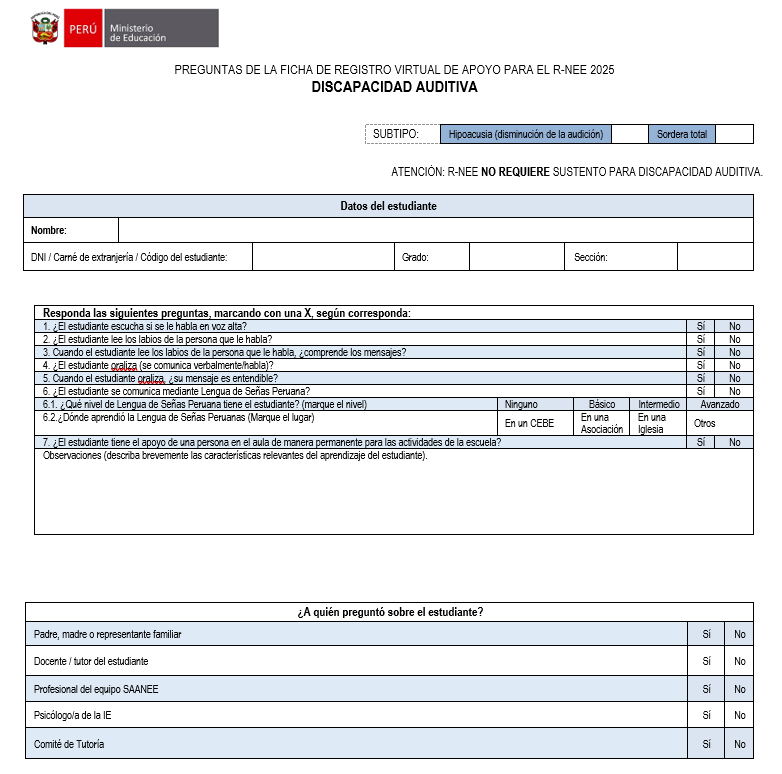 PERÚ
Ministerio
de Educación
PREGUNTAS DE LA FICHA DE REGISTRO VIRTUAL DE APOYO PARA EL R-NEE 2025
DISCAPACIDAD AUDITIVA
SUBTIPO: Hipoacusia (disminución de la audición) Sordera total
ATENCIÓN: R-NEE NO REQUIERE SUSTENTO PARA DISCAPACIDAD AUDITIVA.
Datos del estudiante
Nombre:
DNI / Carné de extranjería / Código del estudiante: Grado: Sección:
Responda las siguientes preguntas, marcando con una X, según corresponda:
1. ¿El estudiante escucha si se le habla en voz alta? Sí No
2. ¿El estudiante lee los labios de la persona que le habla? Sí No
3. Cuando el estudiante lee los labios de la persona que le habla, ¿comprende los mensajes? Sí No
4. ¿El estudiante oraliza (se comunica verbalmente/habla)? Sí No
5. Cuando el estudiante oraliza, ¿su mensaje es entendible? Sí No
6. ¿El estudiante se comunica mediante Lengua de Señas Peruana? Sí No
6.1. ¿Qué nivel de Lengua de Señas Peruana tiene el estudiante? (marque el nivel) Ninguno Básico Intermedio Avanzado
6.2.¿Dónde aprendió la Lengua de Señas Peruanas (Marque el lugar) En un CEBE En una Asociación En una Iglesia Otros
7. ¿El estudiante tiene el apoyo de una persona en el aula de manera permanente para las actividades de la escuela? Sí No
Observaciones (describa brevemente las características relevantes del aprendizaje del estudiante).
¿A quién preguntó sobre el estudiante?
Padre, madre o representante familiar Sí No
Docente / tutor del estudiante Sí No
Profesional del equipo SAANEE Sí No
Psicólogo/a de la IE Sí No
Comité de Tutoría Sí No